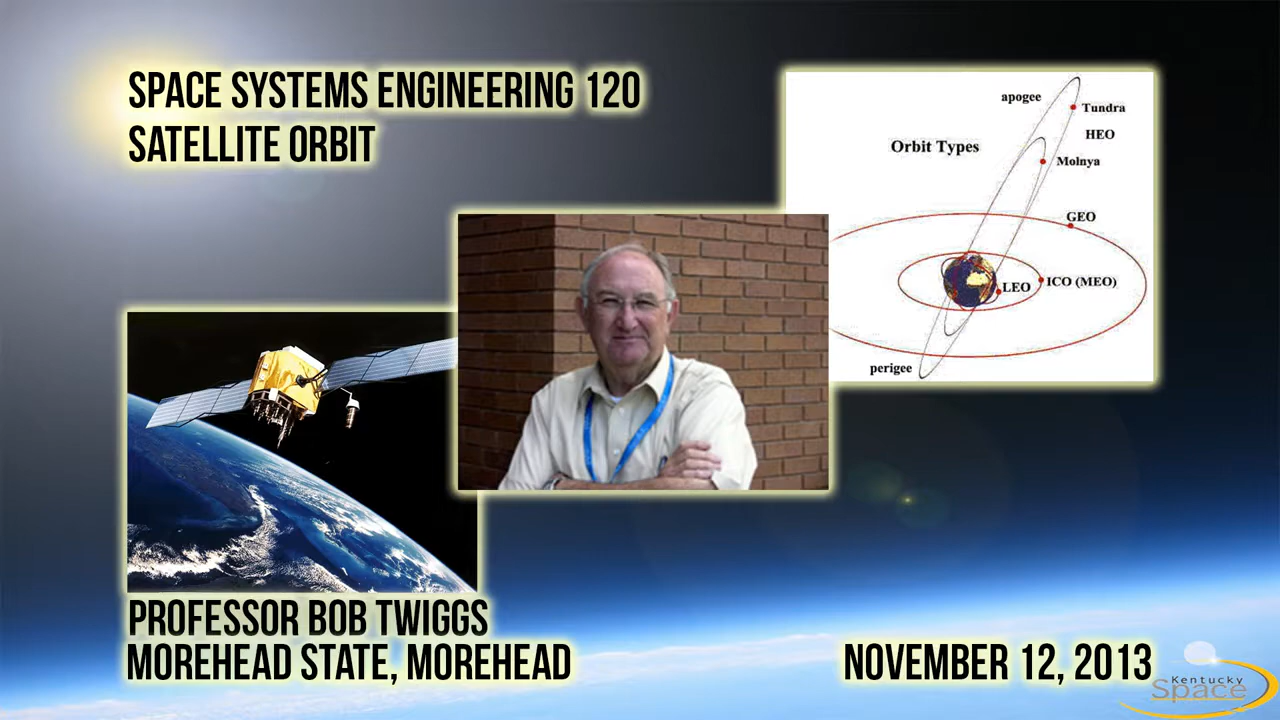 SPACE SYSTEMS ENGINEERING 120
SATELLITE ORBIT
apogee
Tundra
HEO
Orbit Types
Molnya
GEO
LEO
ICO (MEO)
perigee
PROFESSOR BOB TWIGGS
MOREHEAD STATE, MOREHEAD
NOVEMBER 12, 2013
Kentucky
Space